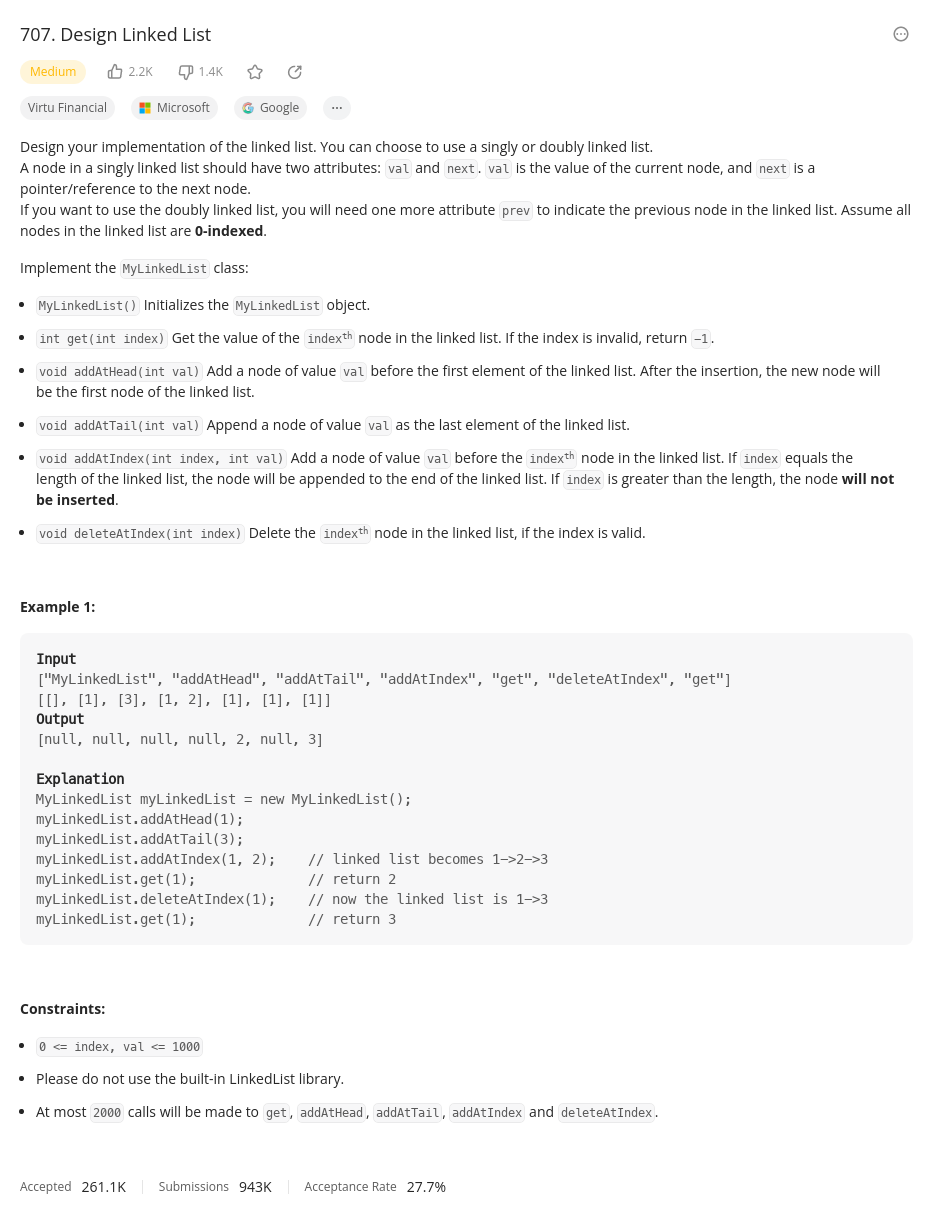 707. Design Linked List
Medium 2.2K 1.4K
Virtu Financial Microsoft Google ...
Design your implementation of the linked list. You can choose to use a singly or doubly linked list.
A node in a singly linked list should have two attributes: val and next. val is the value of the current node, and next is a
pointer/reference to the next node.
If you want to use the doubly linked list, you will need one more attribute prev to indicate the previous node in the linked list. Assume all
nodes in the linked list are 0-indexed.
Implement the MyLinkedList class:
• MyLinkedList() Initializes the MyLinkedList object.
• int get(int index) Get the value of the indexth node in the linked list. If the index is invalid, return -1.
• void addAtHead(int val) Add a node of value val before the first element of the linked list. After the insertion, the new node will
be the first node of the linked list.
• void addAtTail(int val) Append a node of value val as the last element of the linked list.
• void addAtIndex(int index, int val) Add a node of value val before the indexth node in the linked list. If index equals the
length of the linked list, the node will be appended to the end of the linked list. If index is greater than the length, the node will not
be inserted.
• void deleteAtIndex(int index) Delete the indexth node in the linked list, if the index is valid.
Example 1:
Input
["MyLinkedList", "addAtHead", "addAtTail", "addAtIndex", "get", "deleteAtIndex", "get"]
[[], [1], [3], [1, 2], [1], [1], [1]]
Output
[null, null, null, null, 2, null, 3]
Explanation
MyLinkedList myLinkedList = new MyLinkedList();
myLinkedList.addAtHead(1);
myLinkedList.addAtTail(3);
myLinkedList.addAtIndex(1, 2);    // linked list becomes 1->2->3
myLinkedList.get(1);              // return 2
myLinkedList.deleteAtIndex(1);    // now the linked list is 1->3
myLinkedList.get(1);              // return 3
Constraints:
• 0 <= index, val <= 1000
• Please do not use the built-in LinkedList library.
• At most 2000 calls will be made to get, addAtHead, addAtTail, addAtIndex and deleteAtIndex.
Accepted 261.1K Submissions 943K Acceptance Rate 27.7%